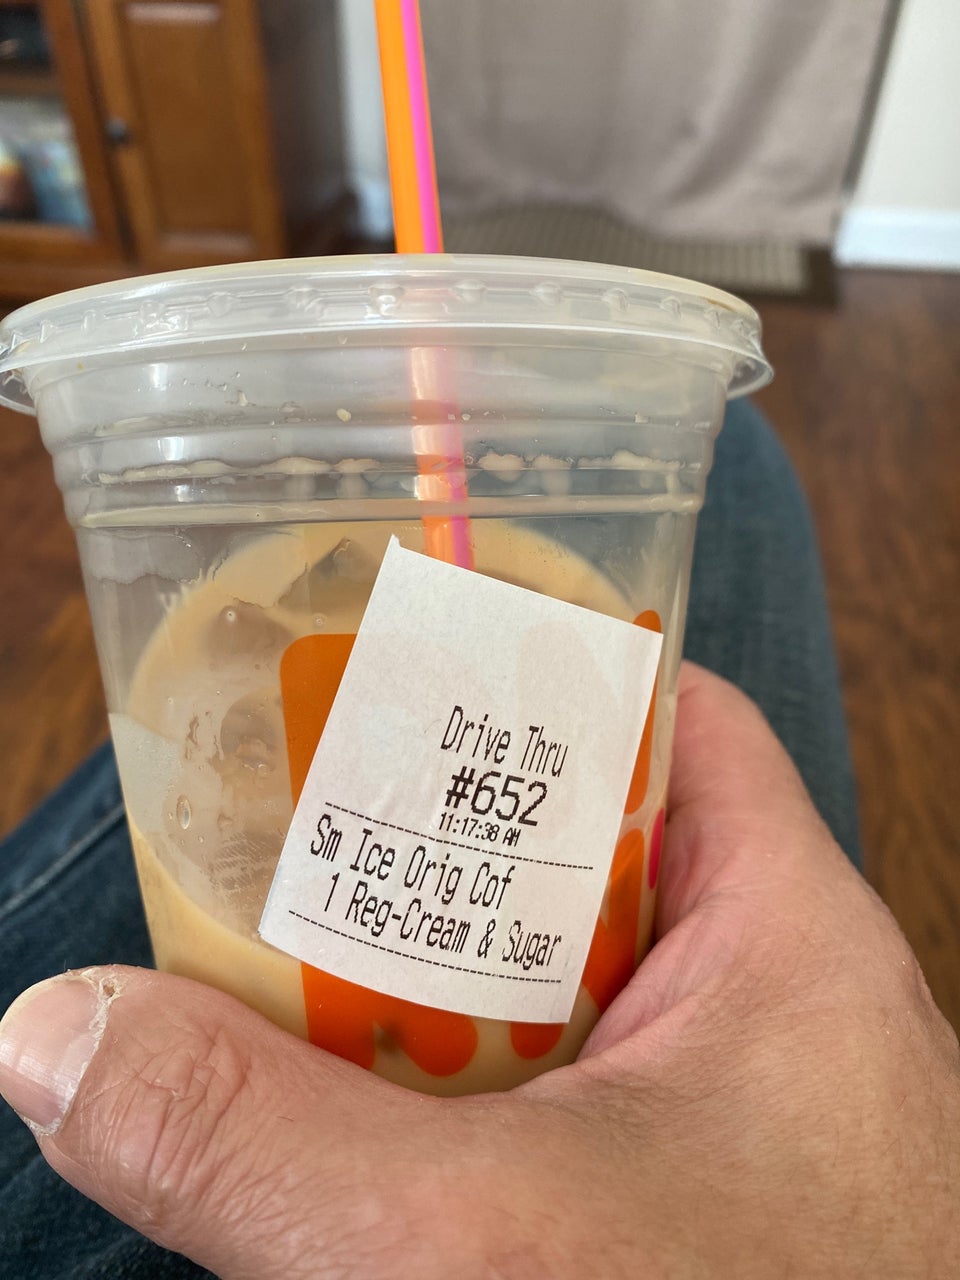 Drive Thru
#652
11:17:38 AM
Sm Ice Orig Cof
1 Reg-Cream & Sugar